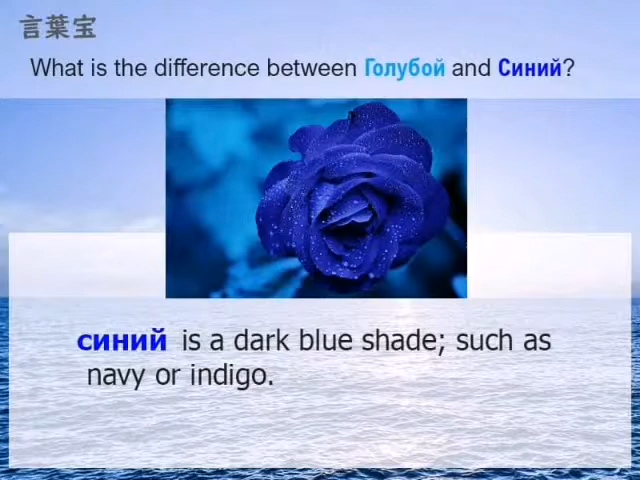 言葉宝
What is the difference between Голубой and Синий?
синий is a dark blue shade; such as
navy or indigo.